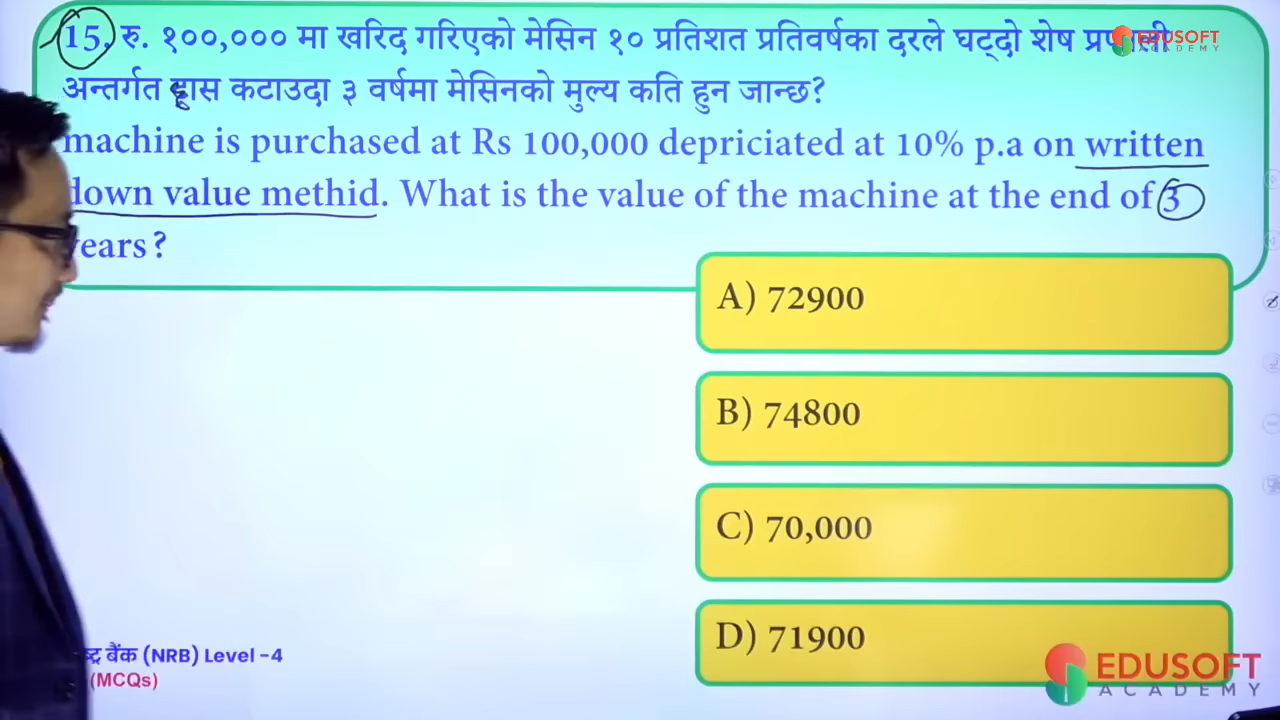 15. रु. १००,००० मा खरिद गरिएको मेसिन १० प्रतिशत प्रतिवर्षका दरले घट्दो शेष
अन्तर्गत ह्रास कटाउदा ३ वर्षमा मेसिनको मुल्य कति हुन जान्छ?
machine is purchased at Rs 100,000 depriciated at 10% p.a on written
down value methid. What is the value of the machine at the end of 3
years?
A) 72900
B) 74800
C) 70,000
D) 71900
बैंक (NRB) Level -4
(MCQs)
EDUSOFT
ACADEMY
EDUSOFT
ACADEMY